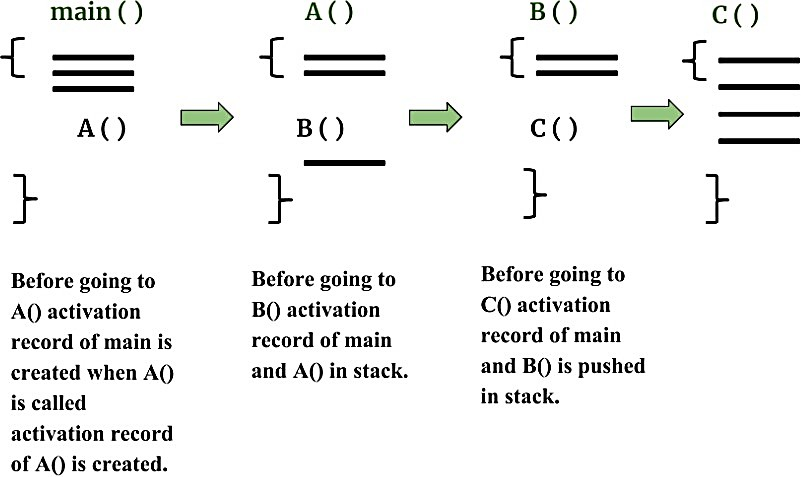 main ( )
A ( )
B ( )
C ( )
A ( )
B ( )
C ( )
Before going to
A() activation
record of main is
created when A()
is called
activation record
of A() is created.
Before going to
B() activation
record of main
and A() in stack.
Before going to
C() activation
record of main
and B() is pushed
in stack.